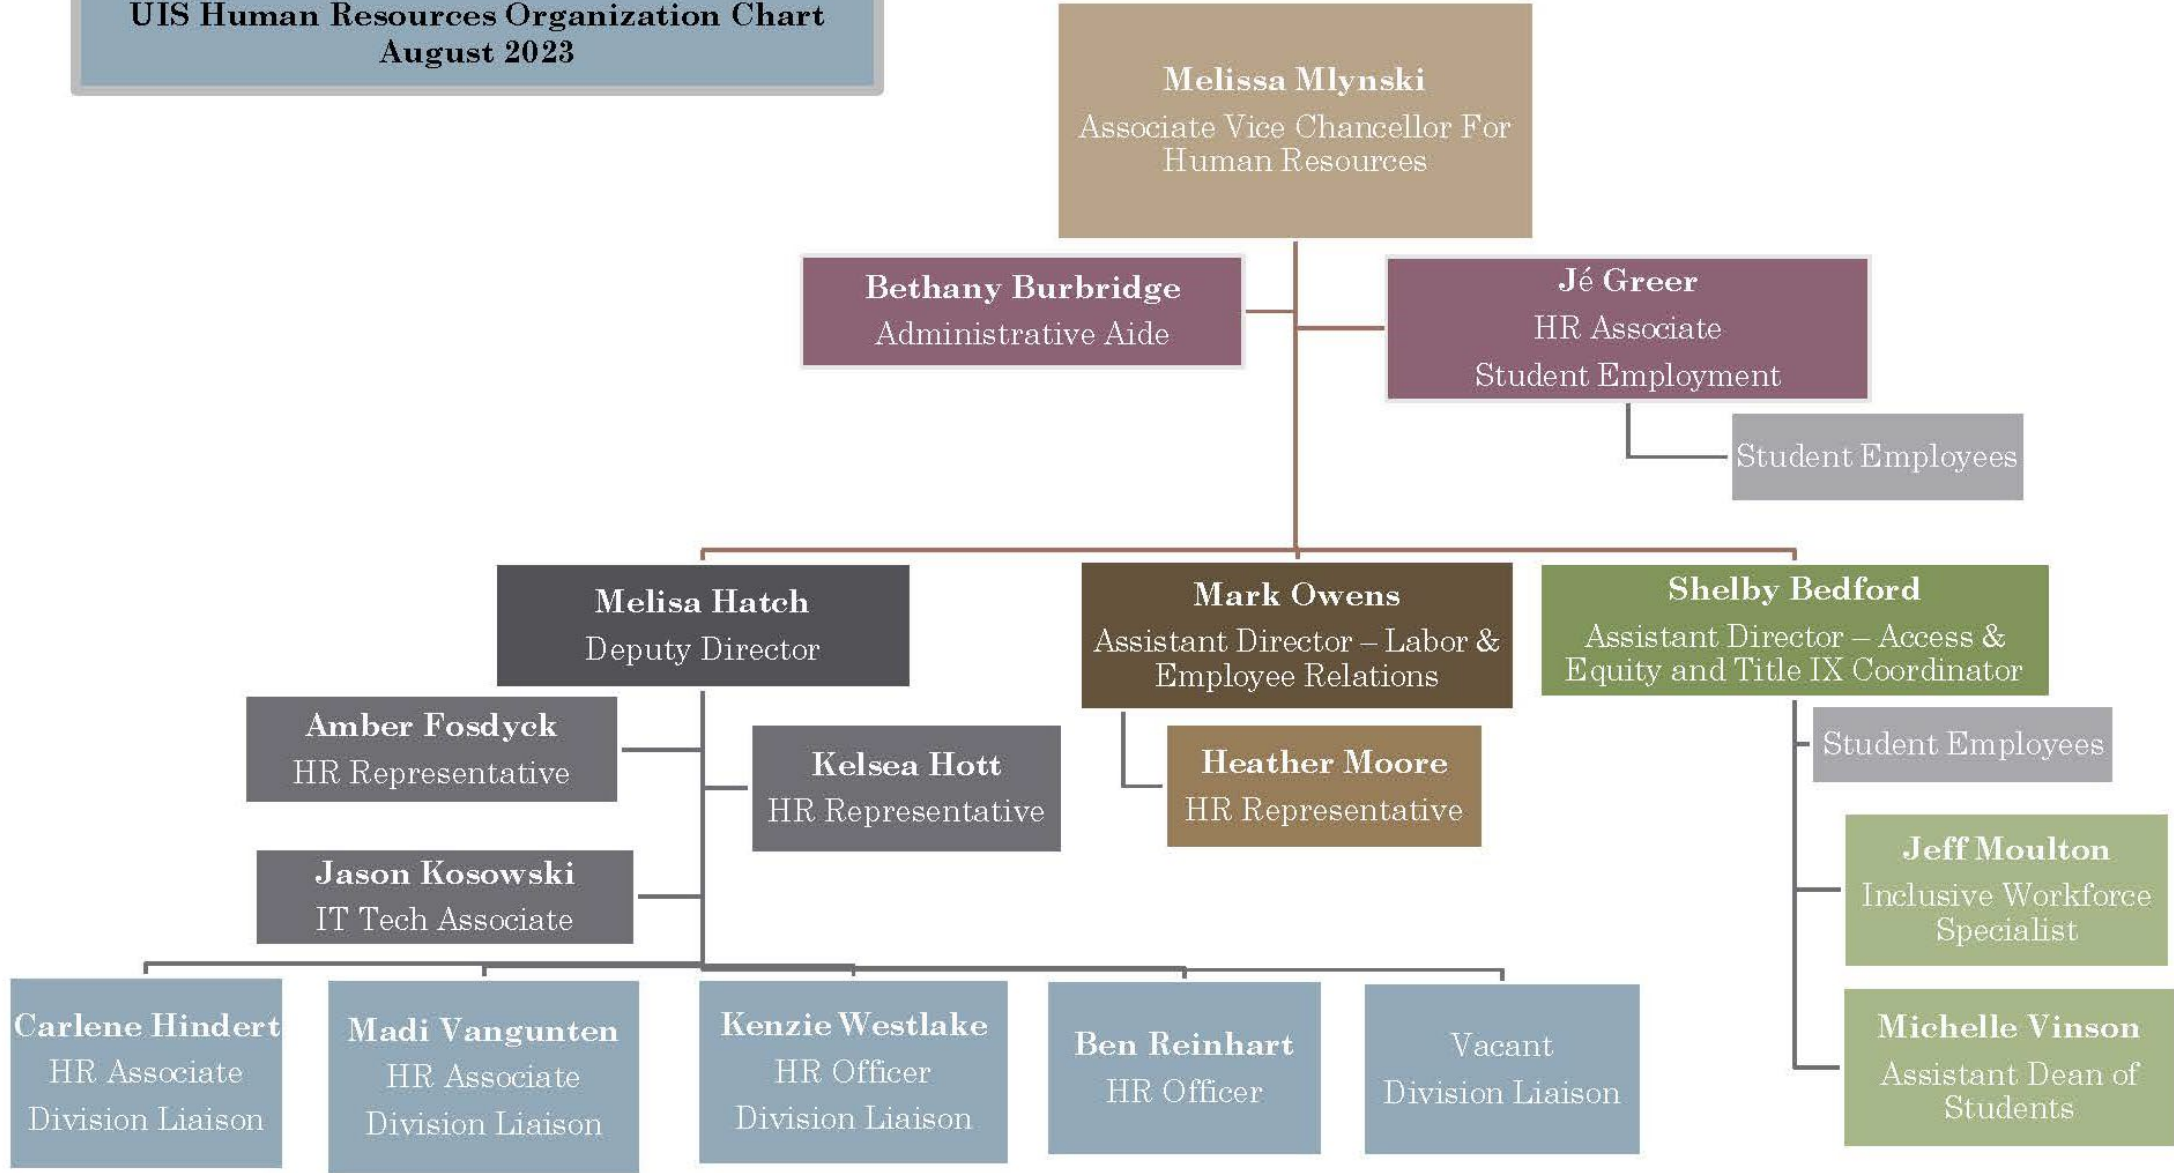 UIS Human Resources Organization Chart
August 2023
Melissa Mlynski
Associate Vice Chancellor For
Human Resources
Bethany Burbridge
Administrative Aide
Jé Greer
HR Associate
Student Employment
Student Employees
Melisa Hatch
Deputy Director
Mark Owens
Assistant Director – Labor &
Employee Relations
Shelby Bedford
Assistant Director – Access &
Equity and Title IX Coordinator
Amber Fosdyck
HR Representative
Kelsea Hott
HR Representative
Heather Moore
HR Representative
Student Employees
Jason Kosowski
IT Tech Associate
Jeff Moulton
Inclusive Workforce
Specialist
Carlene Hindert
HR Associate
Division Liaison
Madi Vangunten
HR Associate
Division Liaison
Kenzie Westlake
HR Officer
Division Liaison
Ben Reinhart
HR Officer
Vacant
Division Liaison
Michelle Vinson
Assistant Dean of
Students